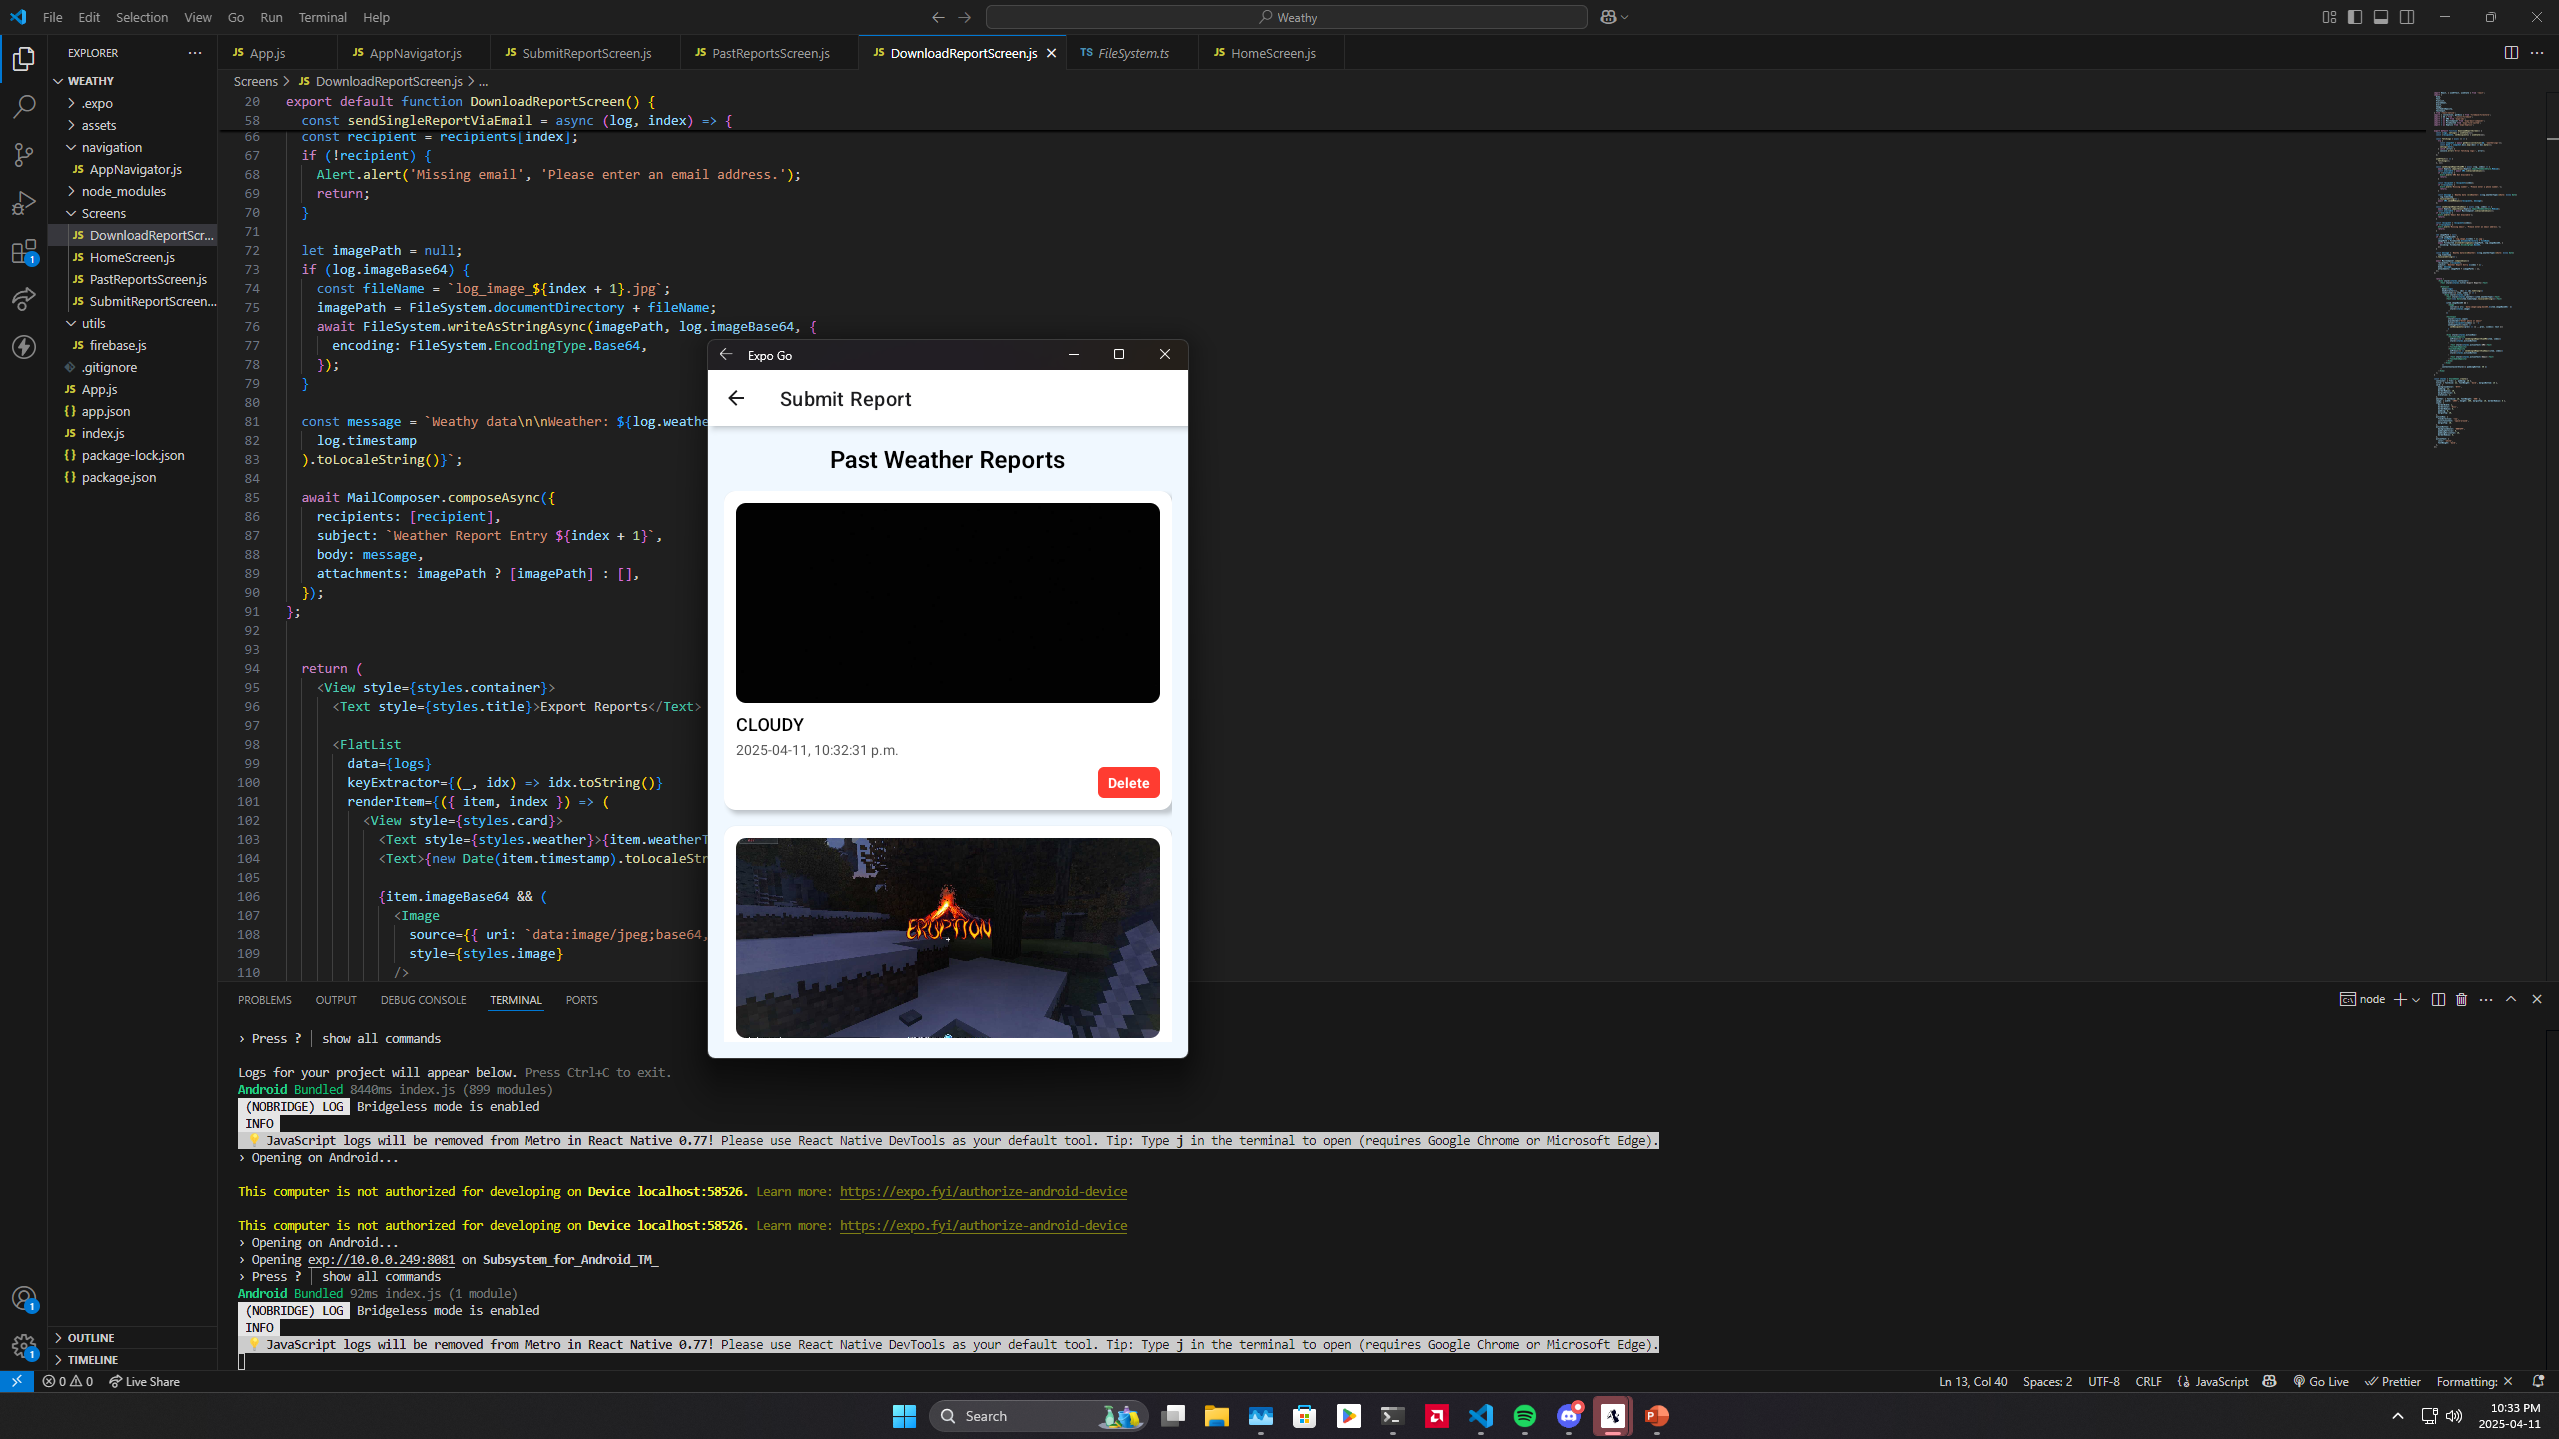 File Edit Selection View Go Run Terminal Help
Weathy
EXPLORER
WEATHY
.expo
assets
navigation
JS AppNavigator.js
node_modules
Screens
JS DownloadReportScr...
JS HomeScreen.js
JS PastReportsScreen.js
JS SubmitReportScreen...
utils
JS firebase.js
.gitignore
JS App.js
{} app.json
JS index.js
{} package-lock.json
{} package.json
OUTLINE
TIMELINE
JS App.js JS AppNavigator.js JS SubmitReportScreen.js JS PastReportsScreen.js JS DownloadReportScreen.js TS FileSystem.ts JS HomeScreen.js
Screens > JS DownloadReportScreen.js > ...
20 export default function DownloadReportScreen() {
58 const sendSingleReportViaEmail = async (log, index) => {
66 const recipient = recipients[index];
67 if (!recipient) {
68 Alert.alert('Missing email', 'Please enter an email address.');
69 return;
70 }
71
72 let imagePath = null;
73 if (log.imageBase64) {
74 const fileName = `log_image_${index + 1}.jpg`;
75 imagePath = FileSystem.documentDirectory + fileName;
76 await FileSystem.writeAsStringAsync(imagePath, log.imageBase64, {
77 encoding: FileSystem.EncodingType.Base64,
78 });
79 }
80
81 const message = `Weathy data\n\nWeather: ${log.weathe
82 log.timestamp
83 ).toLocaleString()}`;
84
85 await MailComposer.composeAsync({
86 recipients: [recipient],
87 subject: `Weather Report Entry ${index + 1}`,
88 body: message,
89 attachments: imagePath ? [imagePath] : [],
90 });
91 };
92
93
94 return (
95 <View style={styles.container}>
96 <Text style={styles.title}>Export Reports</Text>
97
98 <FlatList
99 data={logs}
100 keyExtractor={(_, idx) => idx.toString()}
101 renderItem={({ item, index }) => (
102 <View style={styles.card}>
103 <Text style={styles.weather}>{item.weatherT
104 <Text>{new Date(item.timestamp).toLocaleStr
105
106 {item.imageBase64 && (
107 <Image
108 source={{ uri: `data:image/jpeg;base64,
109 style={styles.image}
110 />
Expo Go
Submit Report
Past Weather Reports
CLOUDY
2025-04-11, 10:32:31 p.m.
Delete
ERUPTION
PROBLEMS OUTPUT DEBUG CONSOLE TERMINAL PORTS
node
› Press ? │ show all commands
Logs for your project will appear below. Press Ctrl+C to exit.
Android Bundled 8440ms index.js (899 modules)
(NOBRIDGE) LOG Bridgeless mode is enabled
INFO
💡 JavaScript logs will be removed from Metro in React Native 0.77! Please use React Native DevTools as your default tool. Tip: Type j in the terminal to open (requires Google Chrome or Microsoft Edge).
› Opening on Android...
This computer is not authorized for developing on Device localhost:58526. Learn more: https://expo.fyi/authorize-android-device
This computer is not authorized for developing on Device localhost:58526. Learn more: https://expo.fyi/authorize-android-device
› Opening on Android...
› Opening exp://10.0.0.249:8081 on Subsystem_for_Android_TM_
› Press ? │ show all commands
Android Bundled 92ms index.js (1 module)
(NOBRIDGE) LOG Bridgeless mode is enabled
INFO
💡 JavaScript logs will be removed from Metro in React Native 0.77! Please use React Native DevTools as your default tool. Tip: Type j in the terminal to open (requires Google Chrome or Microsoft Edge).
0 0 Live Share
Ln 13, Col 40 Spaces: 2 UTF-8 CRLF {} JavaScript Go Live Prettier Formatting: ×
Search
10:33 PM
2025-04-11